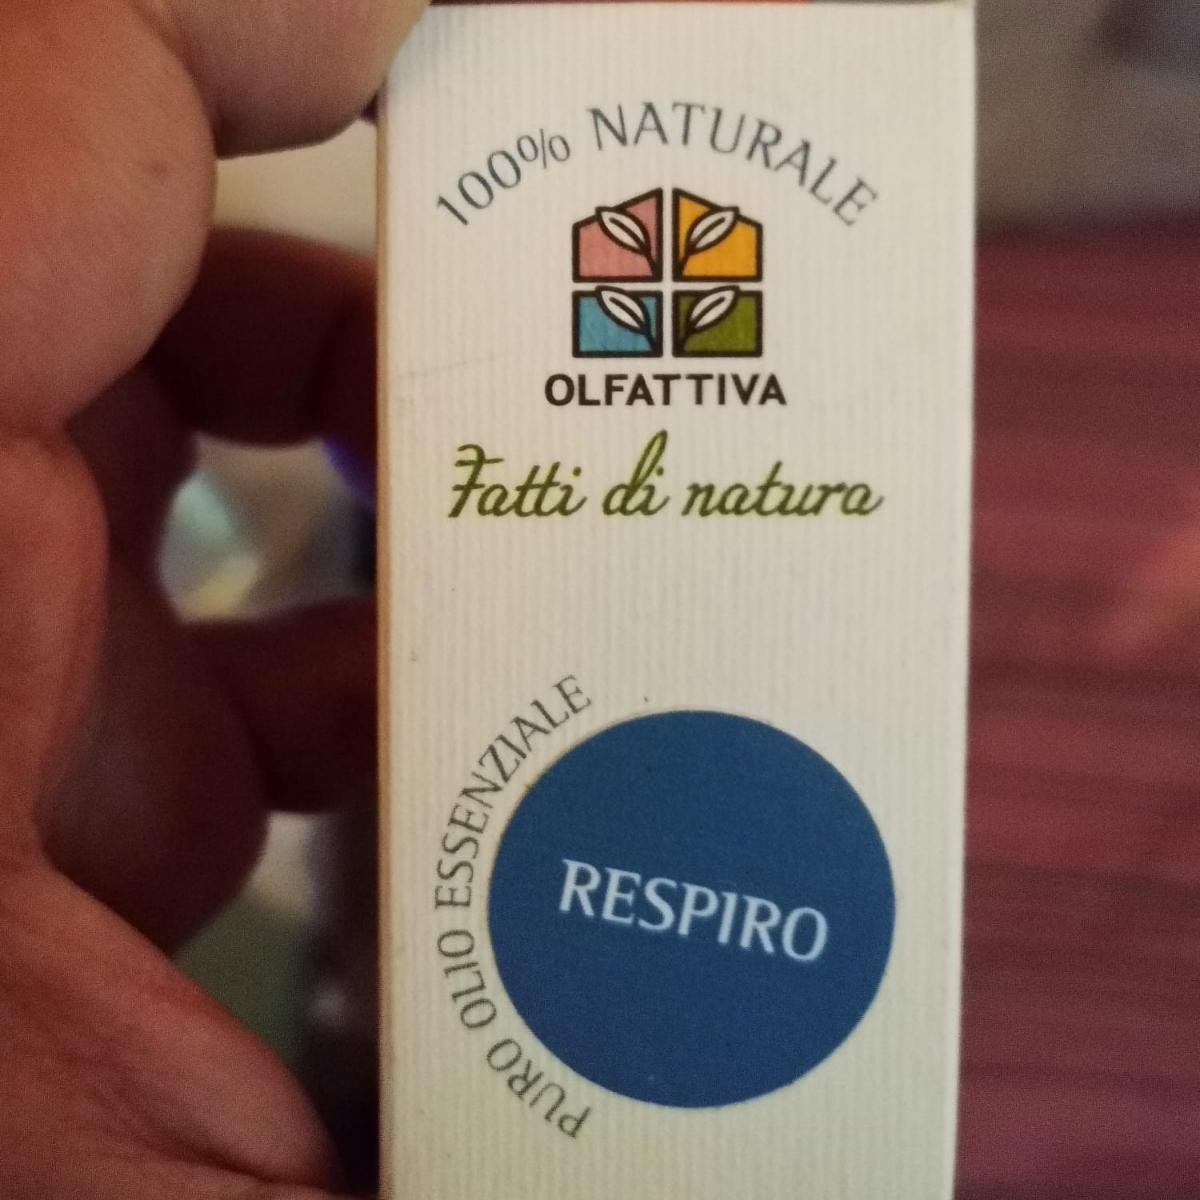 100% NATURALE
OLFATTIVA
Fatti di natura
PURO OLIO ESSENZIALE
RESPIRO